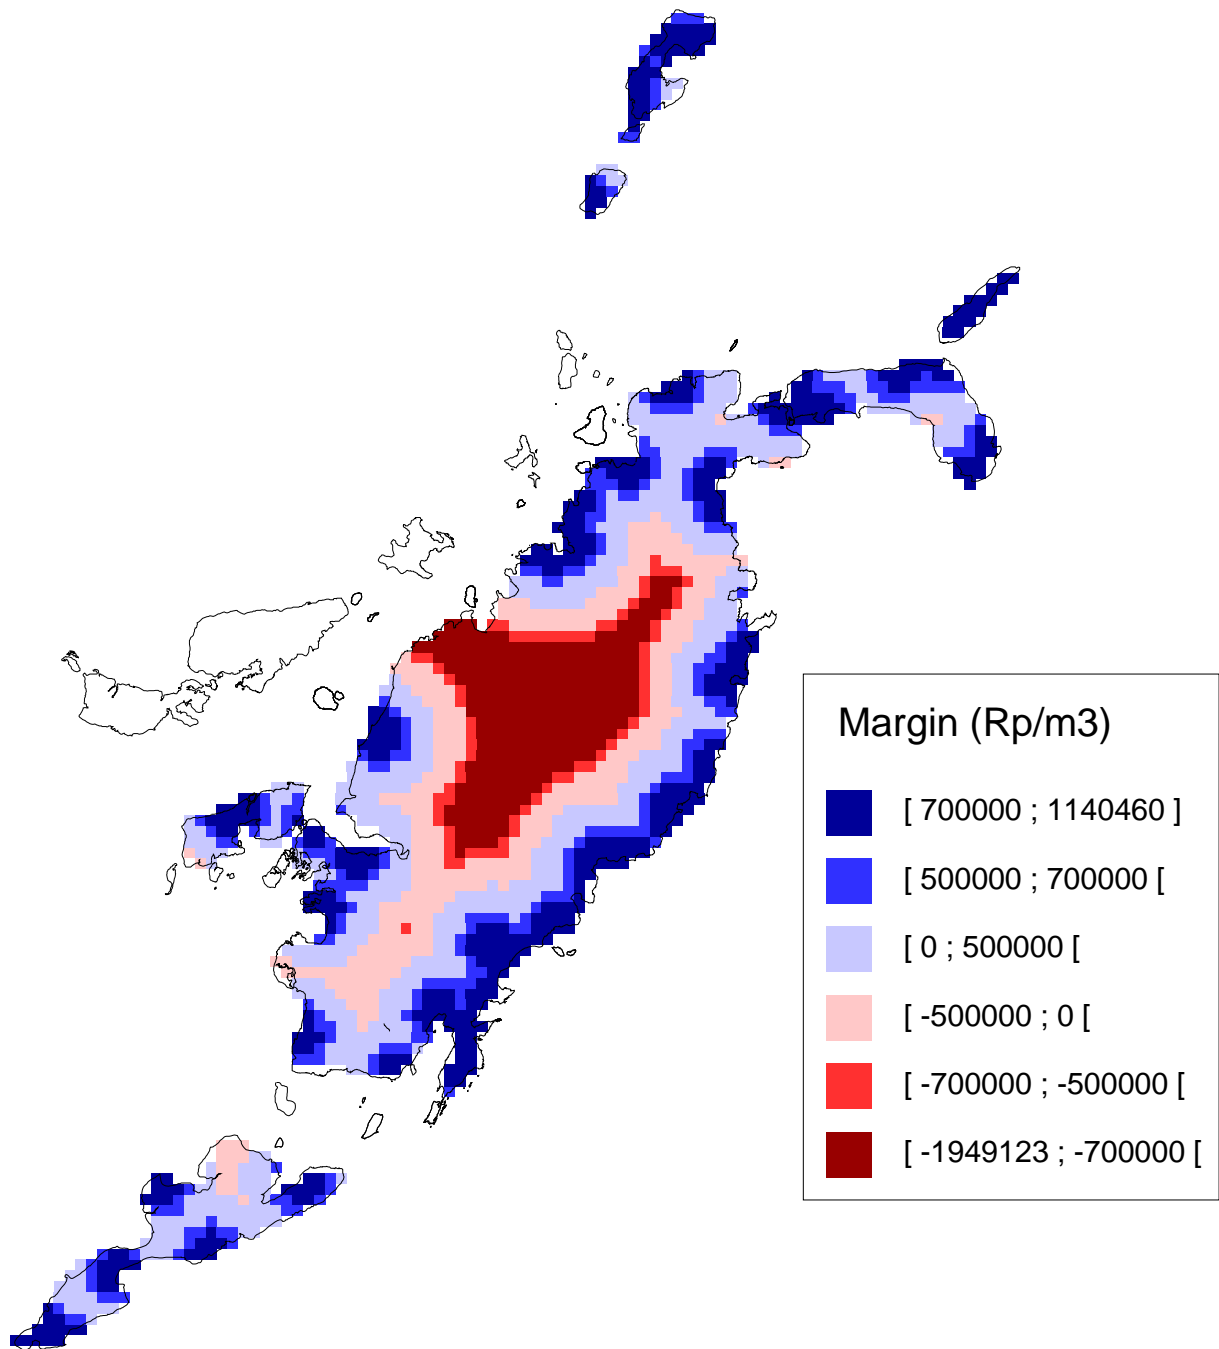 Margin (Rp/m3)
[ 700000 ; 1140460 ]
[ 500000 ; 700000 [
[ 0 ; 500000 [
[ -500000 ; 0 [
[ -700000 ; -500000 [
[ -1949123 ; -700000 [